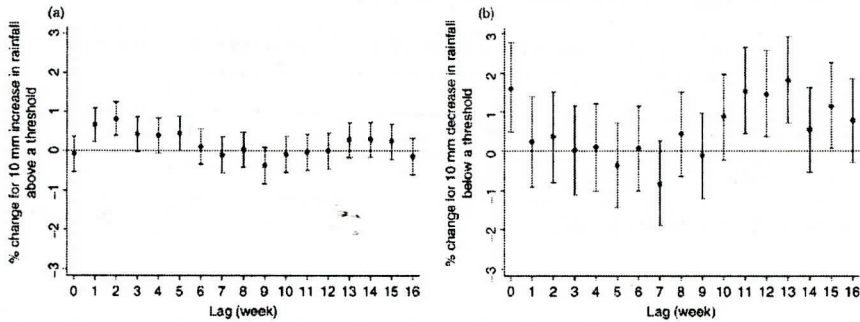 (a)
% change for 10 mm increase in rainfall
above a threshold
3
2
1
0
−1
−2
−3
0 1 2 3 4 5 6 7 8 9 10 11 12 13 14 15 16
Lag (week)
(b)
% change for 10 mm decrease in rainfall
below a threshold
3
2
1
0
−1
−2
−3
0 1 2 3 4 5 6 7 8 9 10 11 12 13 14 15 16
Lag (week)